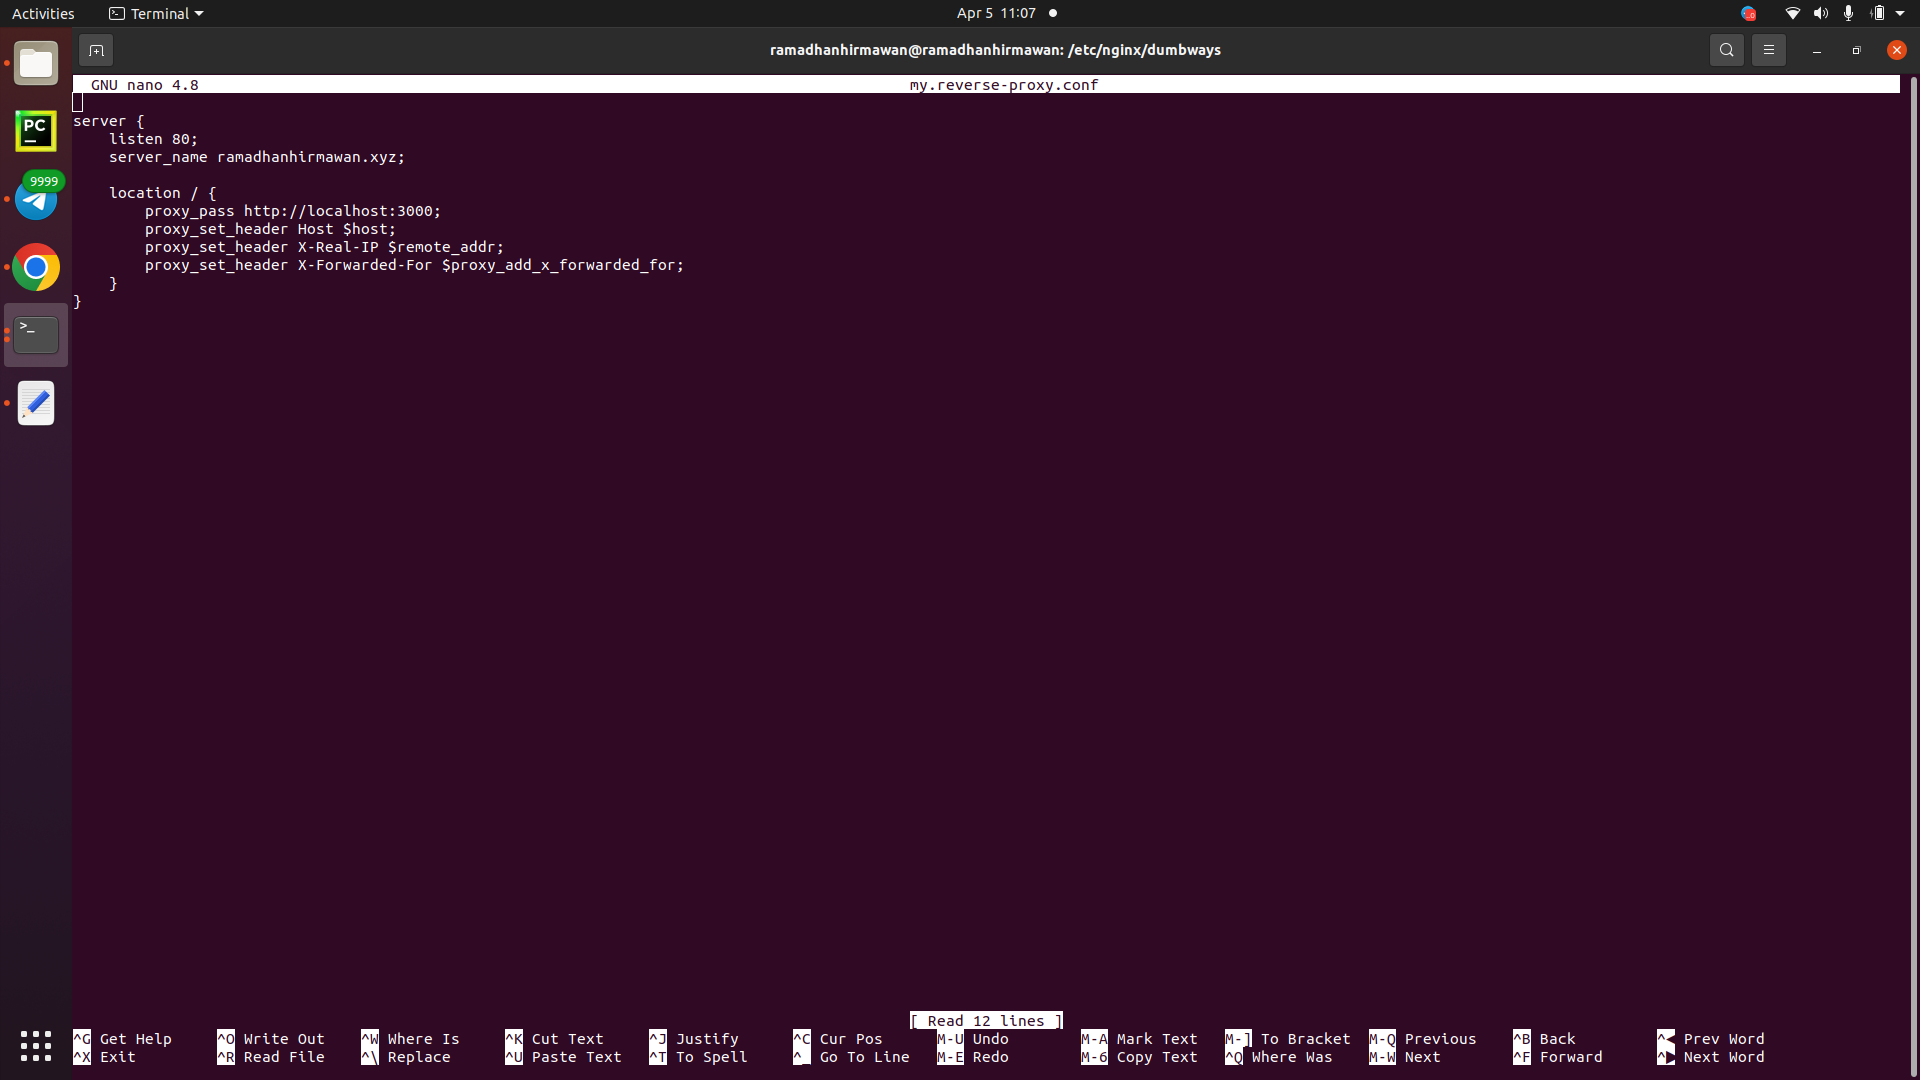 Activities Terminal Apr 5 11:07
ramadhanhirmawan@ramadhanhirmawan: /etc/nginx/dumbways
GNU nano 4.8 my.reverse-proxy.conf
server {
    listen 80;
    server_name ramadhanhirmawan.xyz;
    location / {
        proxy_pass http://localhost:3000;
        proxy_set_header Host $host;
        proxy_set_header X-Real-IP $remote_addr;
        proxy_set_header X-Forwarded-For $proxy_add_x_forwarded_for;
    }
}
PC
9999
>_
[ Read 12 lines ]
^G Get Help ^O Write Out ^W Where Is ^K Cut Text ^J Justify ^C Cur Pos M-U Undo M-A Mark Text M-] To Bracket M-Q Previous ^B Back ^◀ Prev Word
^X Exit ^R Read File ^\ Replace ^U Paste Text ^T To Spell ^_ Go To Line M-E Redo M-6 Copy Text ^Q Where Was M-W Next ^F Forward ^▶ Next Word